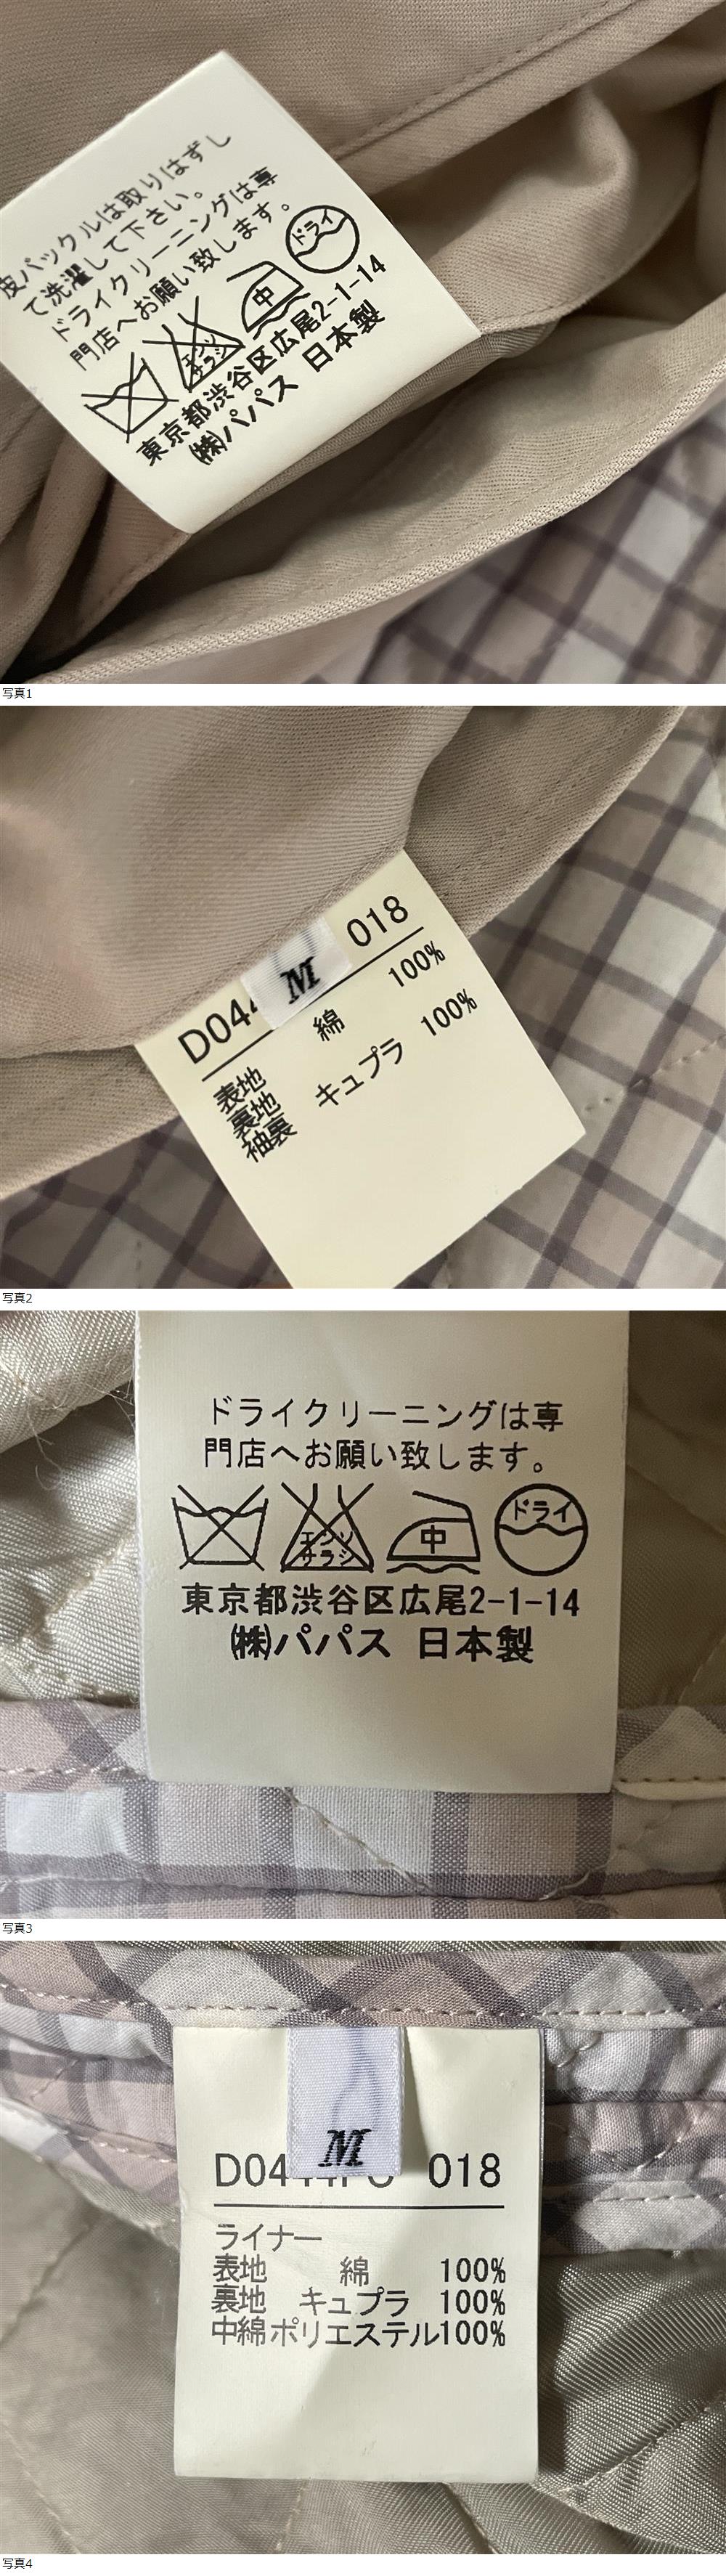 皮バックルは取りはずし
て洗濯して下さい。
ドライクリーニングは専
門店へお願い致します。
エンソ
サラシ
中
ドライ
東京都渋谷区広尾2-1-14
㈱パパス 日本製
写真1
M
018
表地 綿 100%
裏地
袖裏 キュプラ 100%
写真2
ドライクリーニングは専
門店へお願い致します。
エンソ
サラシ
中
ドライ
東京都渋谷区広尾2-1-14
㈱パパス 日本製
写真3
M
018
ライナー
表地 綿 100%
裏地 キュプラ 100%
中綿ポリエステル100%
写真4